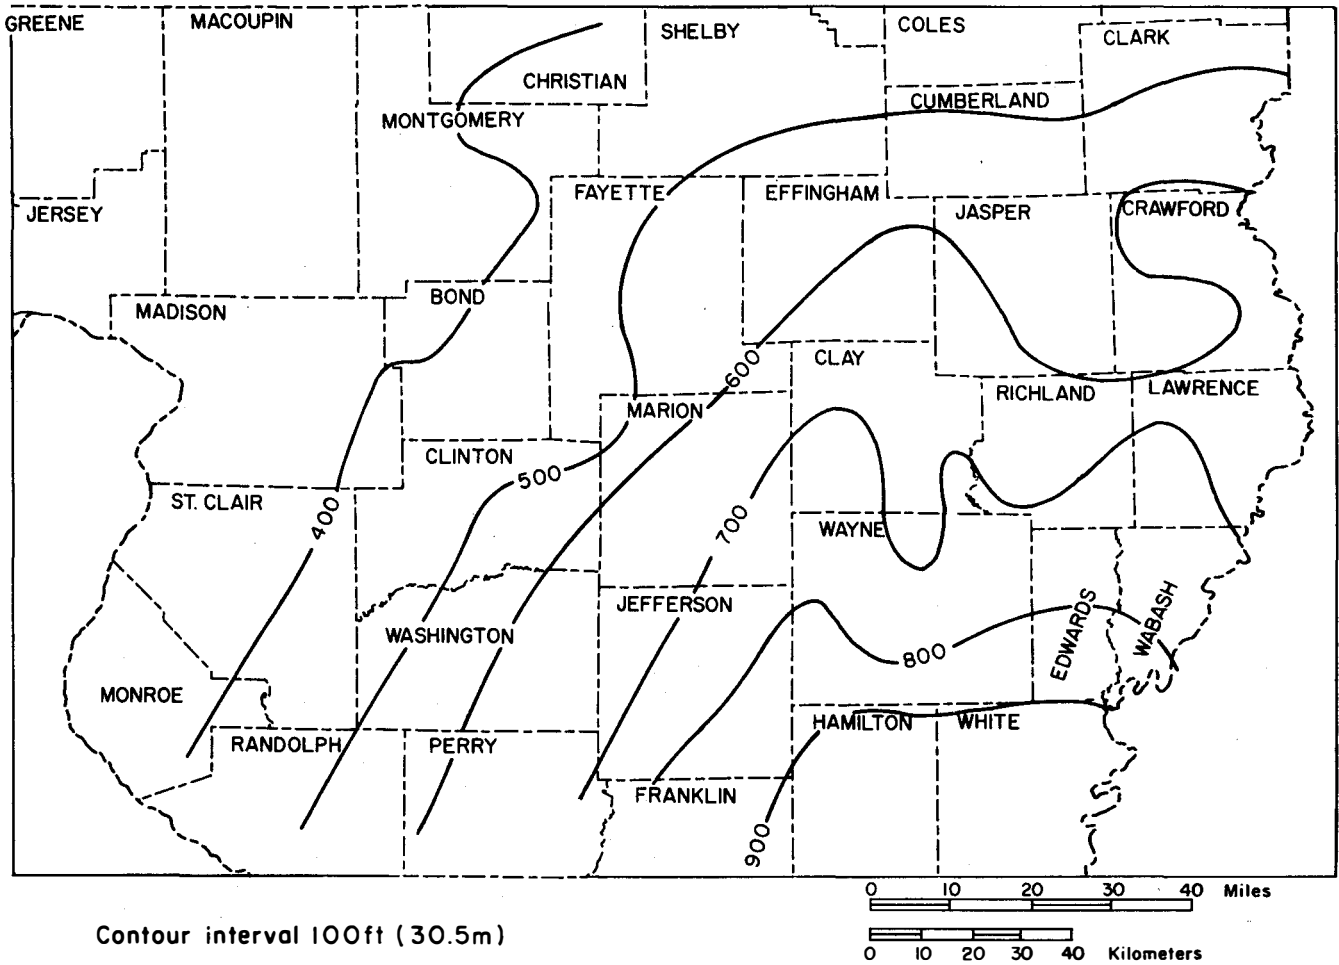 GREENE
MACOUPIN
SHELBY
COLES
CLARK
CHRISTIAN
CUMBERLAND
MONTGOMERY
FAYETTE
EFFINGHAM
JASPER
CRAWFORD
JERSEY
BOND
MADISON
CLAY
600
RICHLAND
LAWRENCE
MARION
CLINTON
500
ST. CLAIR
400
700
WAYNE
JEFFERSON
WASHINGTON
EDWARDS
WABASH
800
MONROE
HAMILTON
WHITE
RANDOLPH
PERRY
FRANKLIN
900
0 10 20 30 40 Miles
Contour interval 100ft (30.5m)
0 10 20 30 40 Kilometers